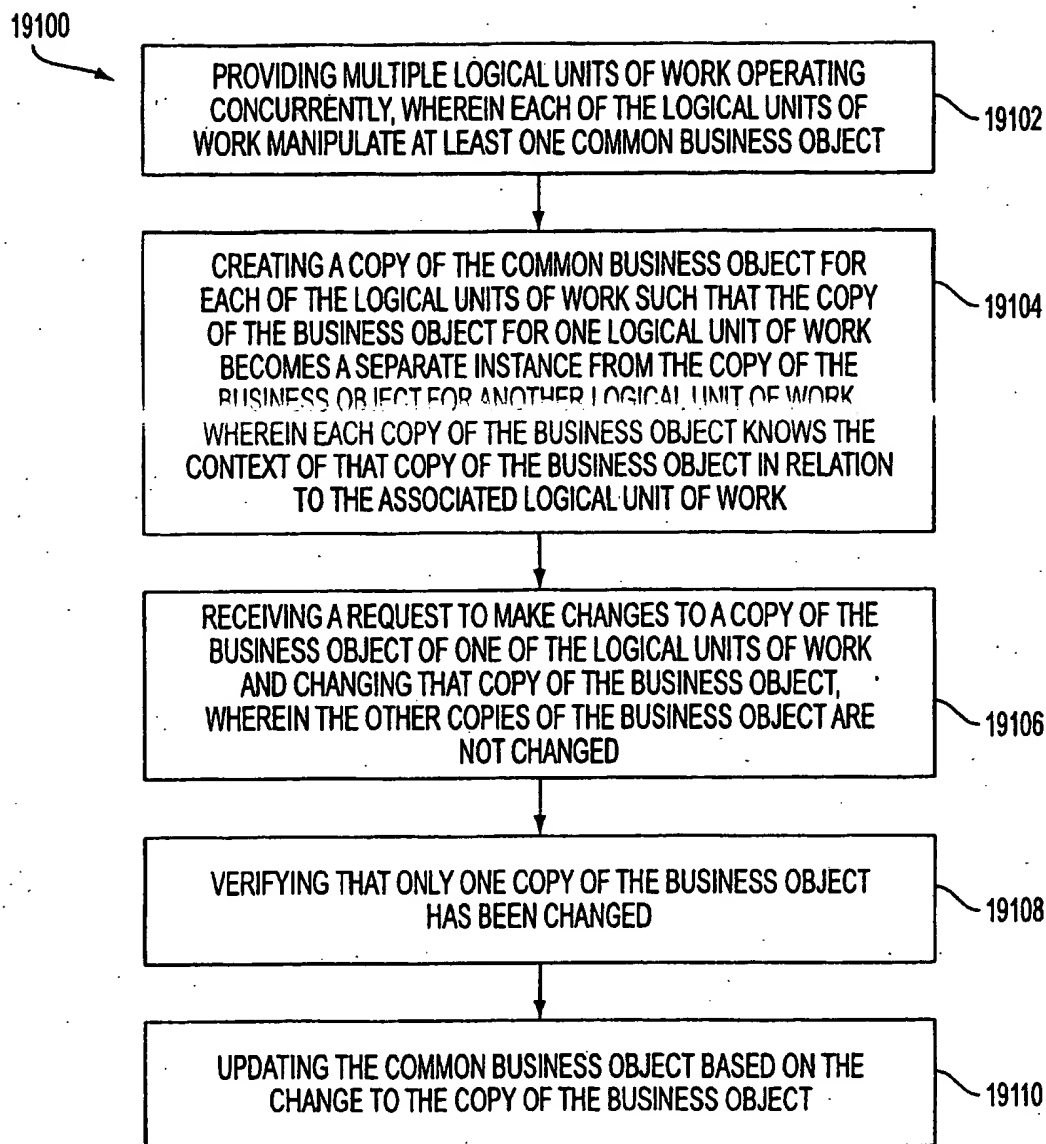 19100
PROVIDING MULTIPLE LOGICAL UNITS OF WORK OPERATING
CONCURRENTLY, WHEREIN EACH OF THE LOGICAL UNITS OF
WORK MANIPULATE AT LEAST ONE COMMON BUSINESS OBJECT
19102
CREATING A COPY OF THE COMMON BUSINESS OBJECT FOR
EACH OF THE LOGICAL UNITS OF WORK SUCH THAT THE COPY
OF THE BUSINESS OBJECT FOR ONE LOGICAL UNIT OF WORK
BECOMES A SEPARATE INSTANCE FROM THE COPY OF THE
BUSINESS OBJECT FOR ANOTHER LOGICAL UNIT OF WORK
WHEREIN EACH COPY OF THE BUSINESS OBJECT KNOWS THE
CONTEXT OF THAT COPY OF THE BUSINESS OBJECT IN RELATION
TO THE ASSOCIATED LOGICAL UNIT OF WORK
19104
RECEIVING A REQUEST TO MAKE CHANGES TO A COPY OF THE
BUSINESS OBJECT OF ONE OF THE LOGICAL UNITS OF WORK
AND CHANGING THAT COPY OF THE BUSINESS OBJECT,
WHEREIN THE OTHER COPIES OF THE BUSINESS OBJECT ARE
NOT CHANGED
19106
VERIFYING THAT ONLY ONE COPY OF THE BUSINESS OBJECT
HAS BEEN CHANGED
19108
UPDATING THE COMMON BUSINESS OBJECT BASED ON THE
CHANGE TO THE COPY OF THE BUSINESS OBJECT
19110